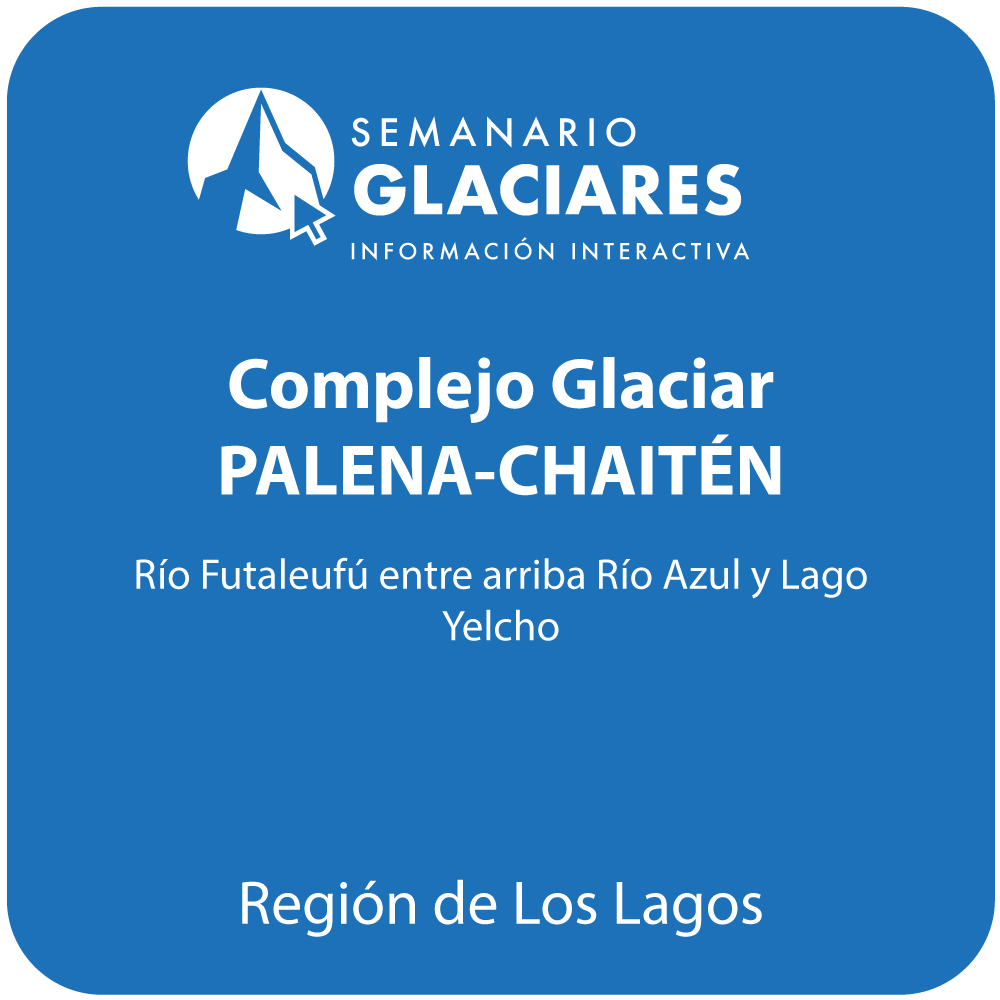 SEMANARIO
GLACIARES
INFORMACIÓN INTERACTIVA
Complejo Glaciar
PALENA-CHAITÉN
Río Futaleufú entre arriba Río Azul y Lago
Yelcho
Región de Los Lagos